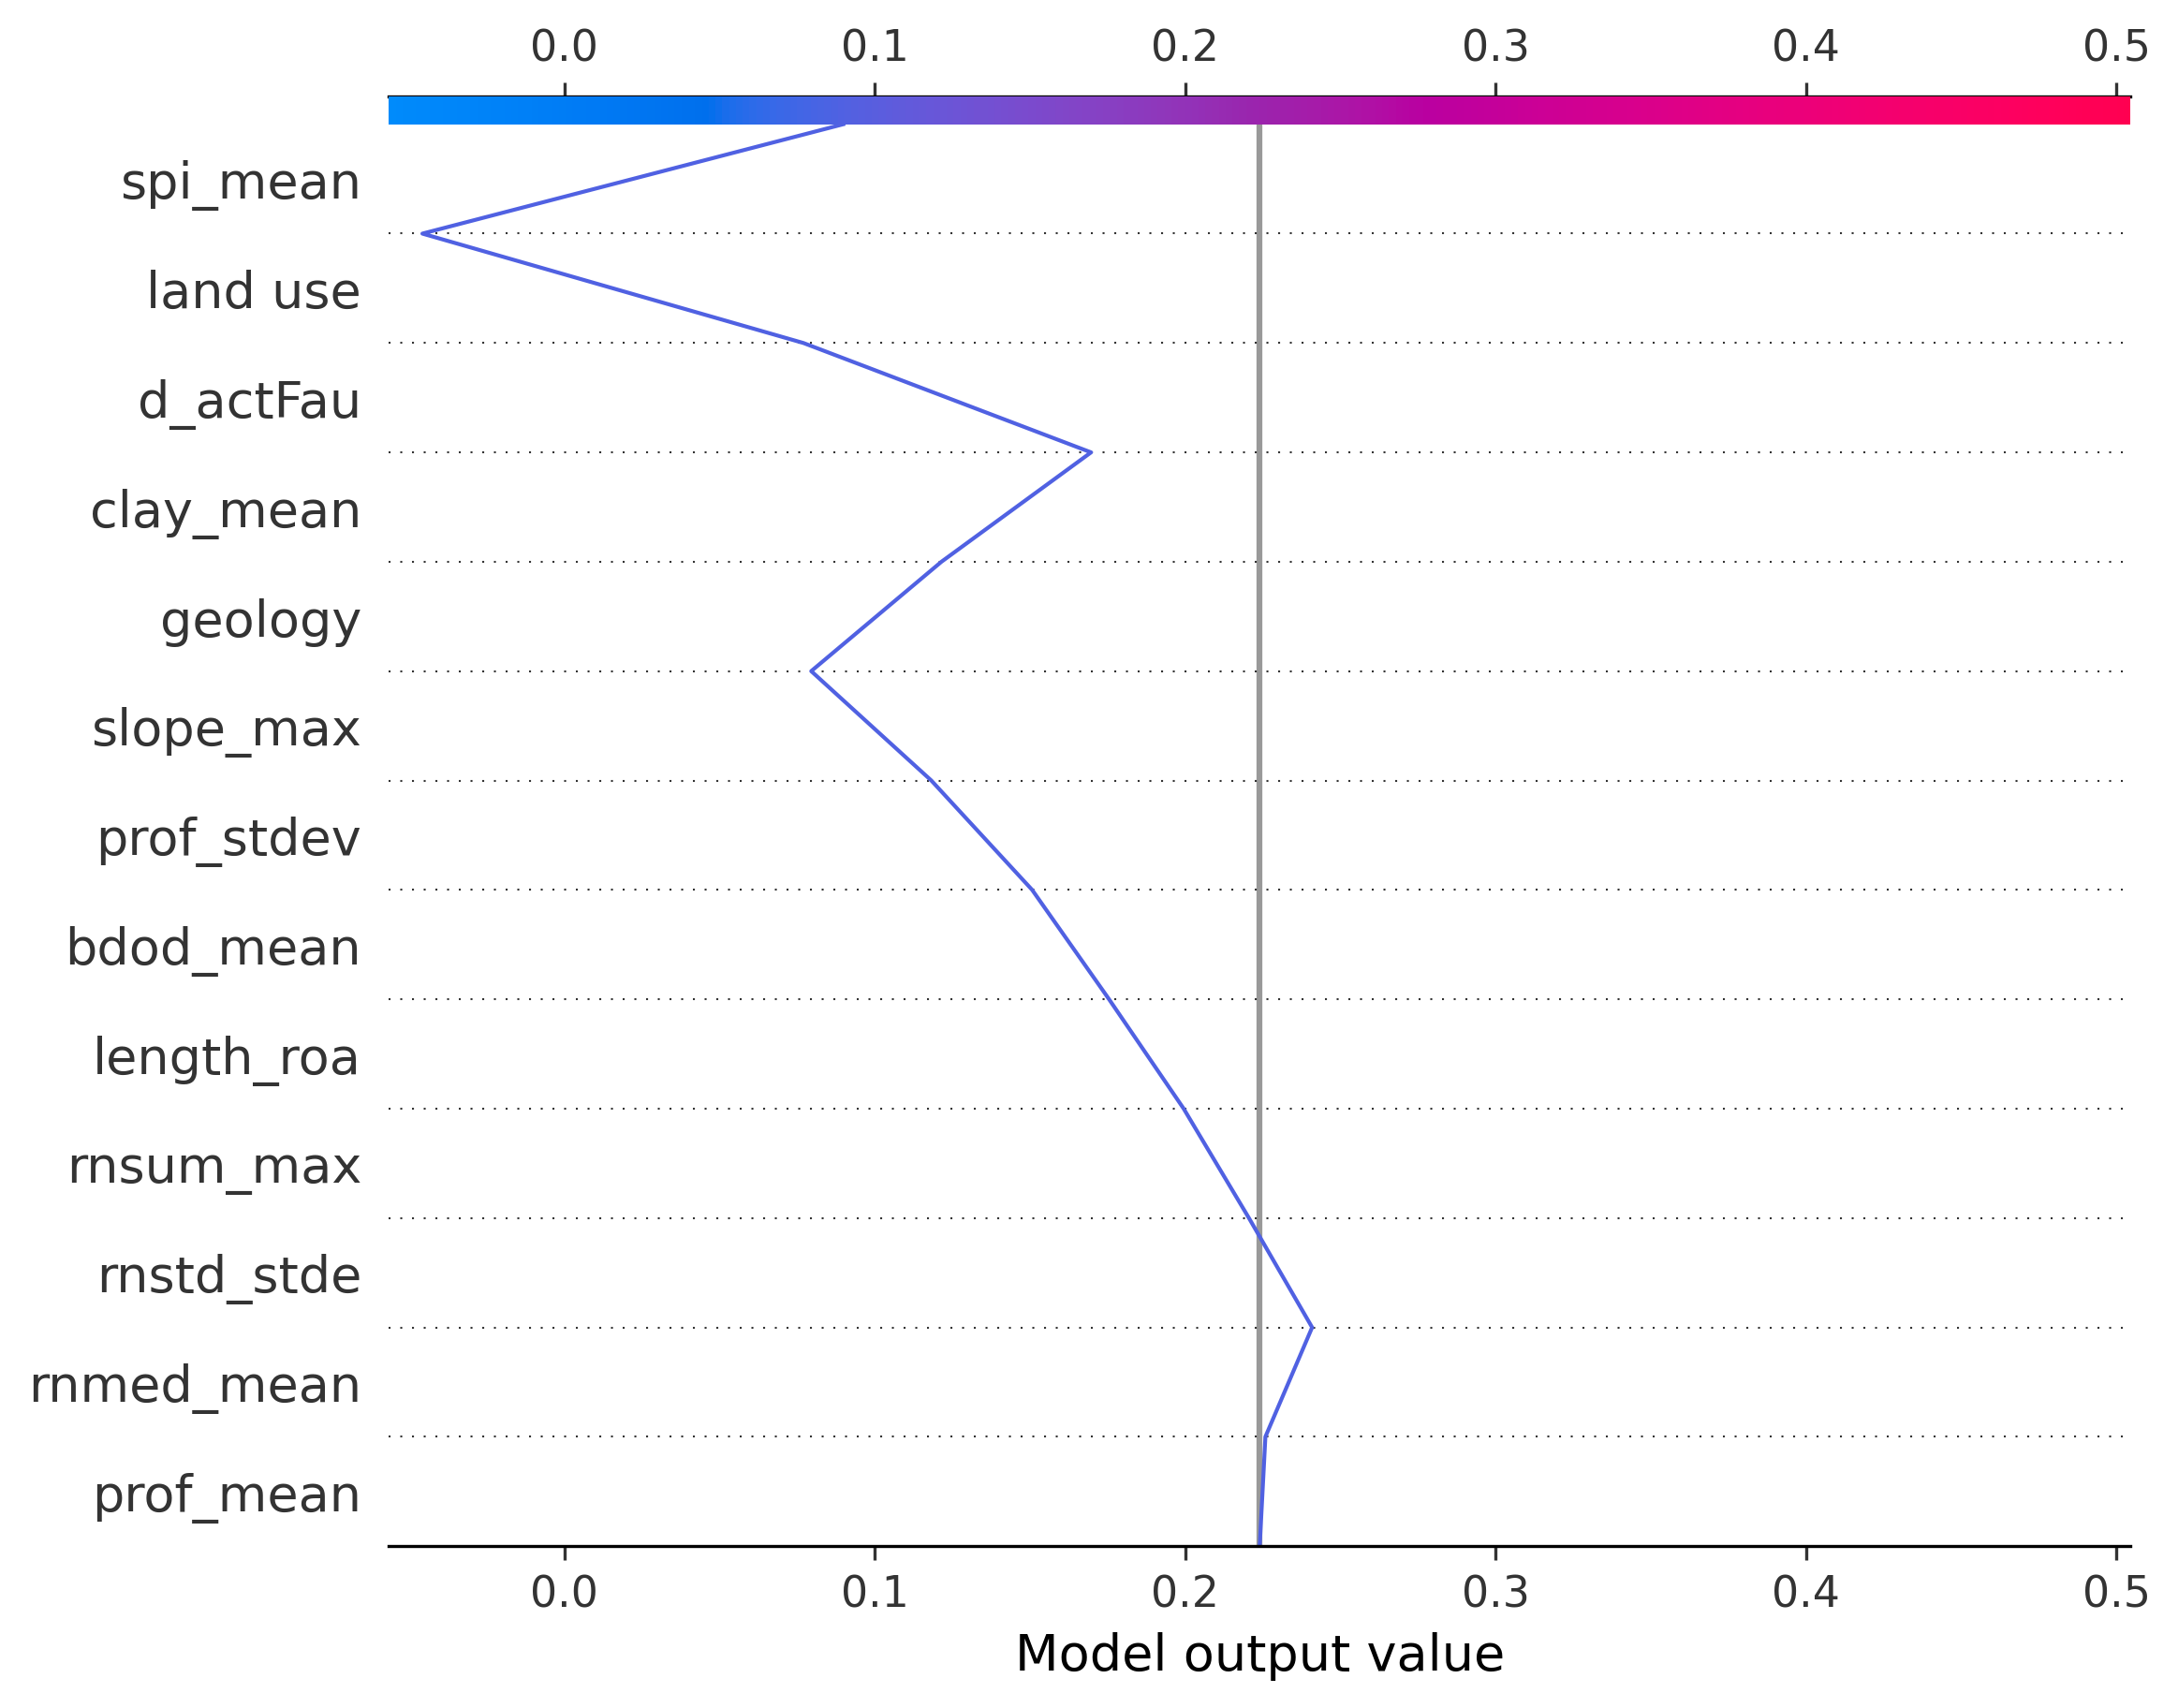 0.0 0.1 0.2 0.3 0.4 0.5
spi_mean
land use
d_actFau
clay_mean
geology
slope_max
prof_stdev
bdod_mean
length_roa
rnsum_max
rnstd_stde
rnmed_mean
prof_mean
0.0 0.1 0.2 0.3 0.4 0.5
Model output value